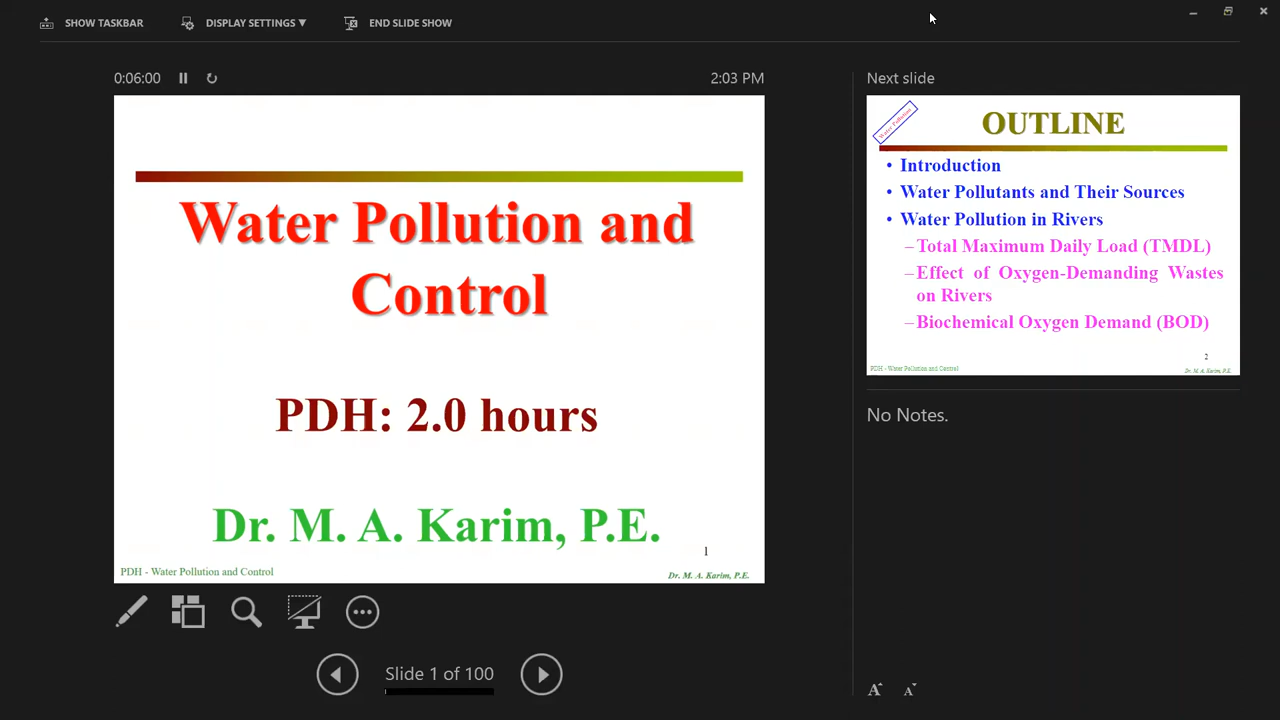 SHOW TASKBAR
DISPLAY SETTINGS ▼
END SLIDE SHOW
0:06:00
2:03 PM
Water Pollution and
Control
PDH: 2.0 hours
Dr. M. A. Karim, P.E.
1
PDH - Water Pollution and Control
Dr. M. A. Karim, P.E.
Slide 1 of 100
Next slide
Water Pollution
OUTLINE
• Introduction
• Water Pollutants and Their Sources
• Water Pollution in Rivers
–Total Maximum Daily Load (TMDL)
–Effect of Oxygen-Demanding Wastes
on Rivers
–Biochemical Oxygen Demand (BOD)
2
PDH - Water Pollution and Control
Dr. M. A. Karim, P.E.
No Notes.
A A